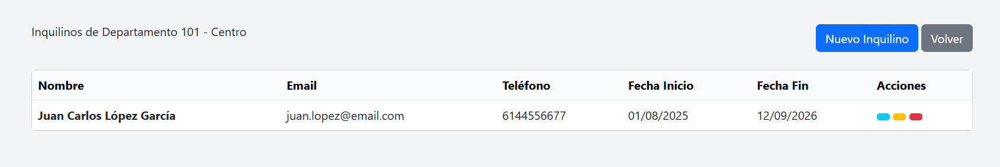 Inquilinos de Departamento 101 - Centro
Nuevo Inquilino Volver
Nombre Email Teléfono Fecha Inicio Fecha Fin Acciones
Juan Carlos López García juan.lopez@email.com 6144556677 01/08/2025 12/09/2026